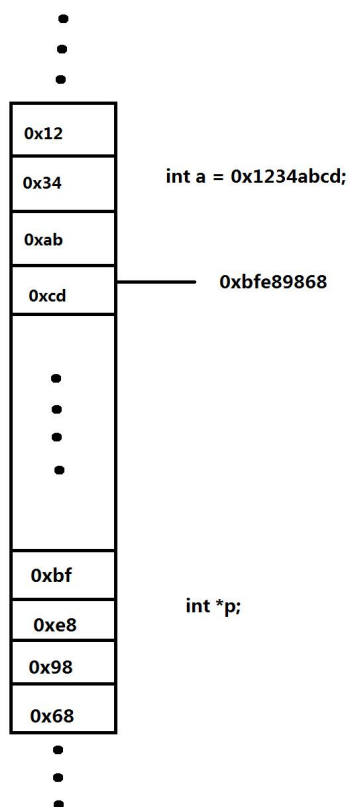 0x12
0x34
int a = 0x1234abcd;
0xab
0xcd
0xbfe89868
0xbf
int *p;
0xe8
0x98
0x68